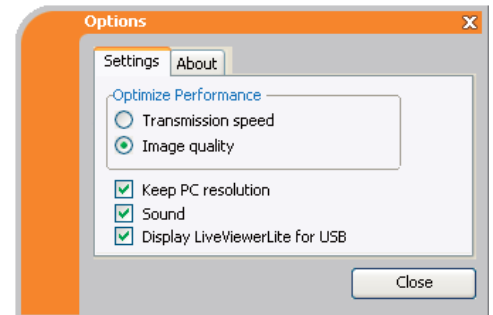 Options X
Settings About
Optimize Performance
Transmission speed
Image quality
Keep PC resolution
Sound
Display LiveViewerLite for USB
Close